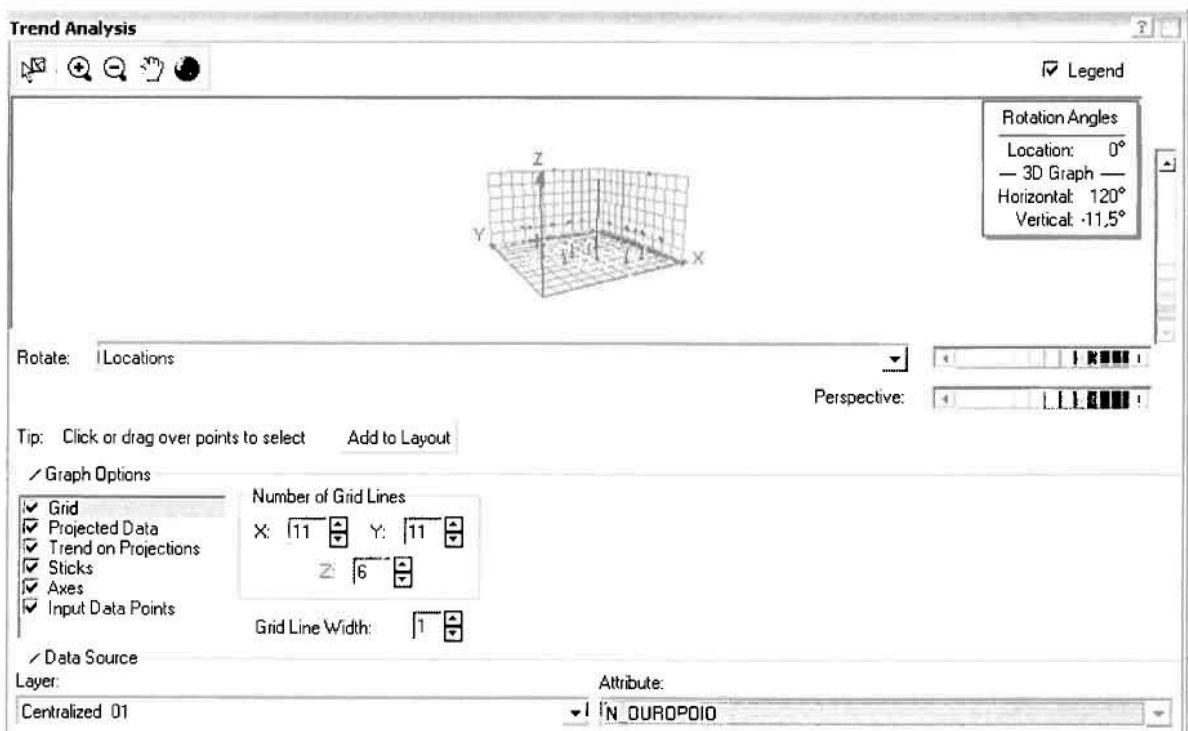 Trend Analysis
Legend
Rotation Angles
Location: 0°
3D Graph
Horizontal: 120°
Vertical: -11,5°
Z
Y
X
Rotate: Locations
Perspective:
Tip: Click or drag over points to select Add to Layout
Graph Options
Grid
Projected Data
Trend on Projections
Sticks
Axes
Input Data Points
Number of Grid Lines
X: 11 Y: 11
Z: 6
Grid Line Width: 1
Data Source
Layer: Attribute:
Centralized 01 N_OUROPOIO